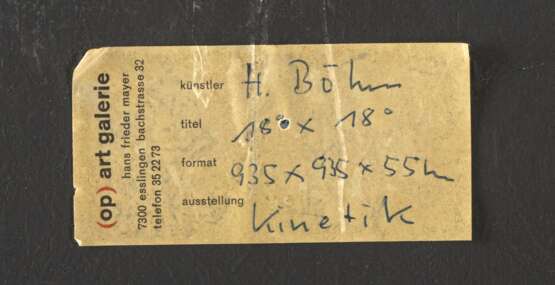 (op) art galerie
hans frieder mayer
7300 esslingen bachstrasse 32
telefon 35 22 73
künstler H. Böhm
titel 18° x 18°
format 935 x 935 x 55
ausstellung Kinetik